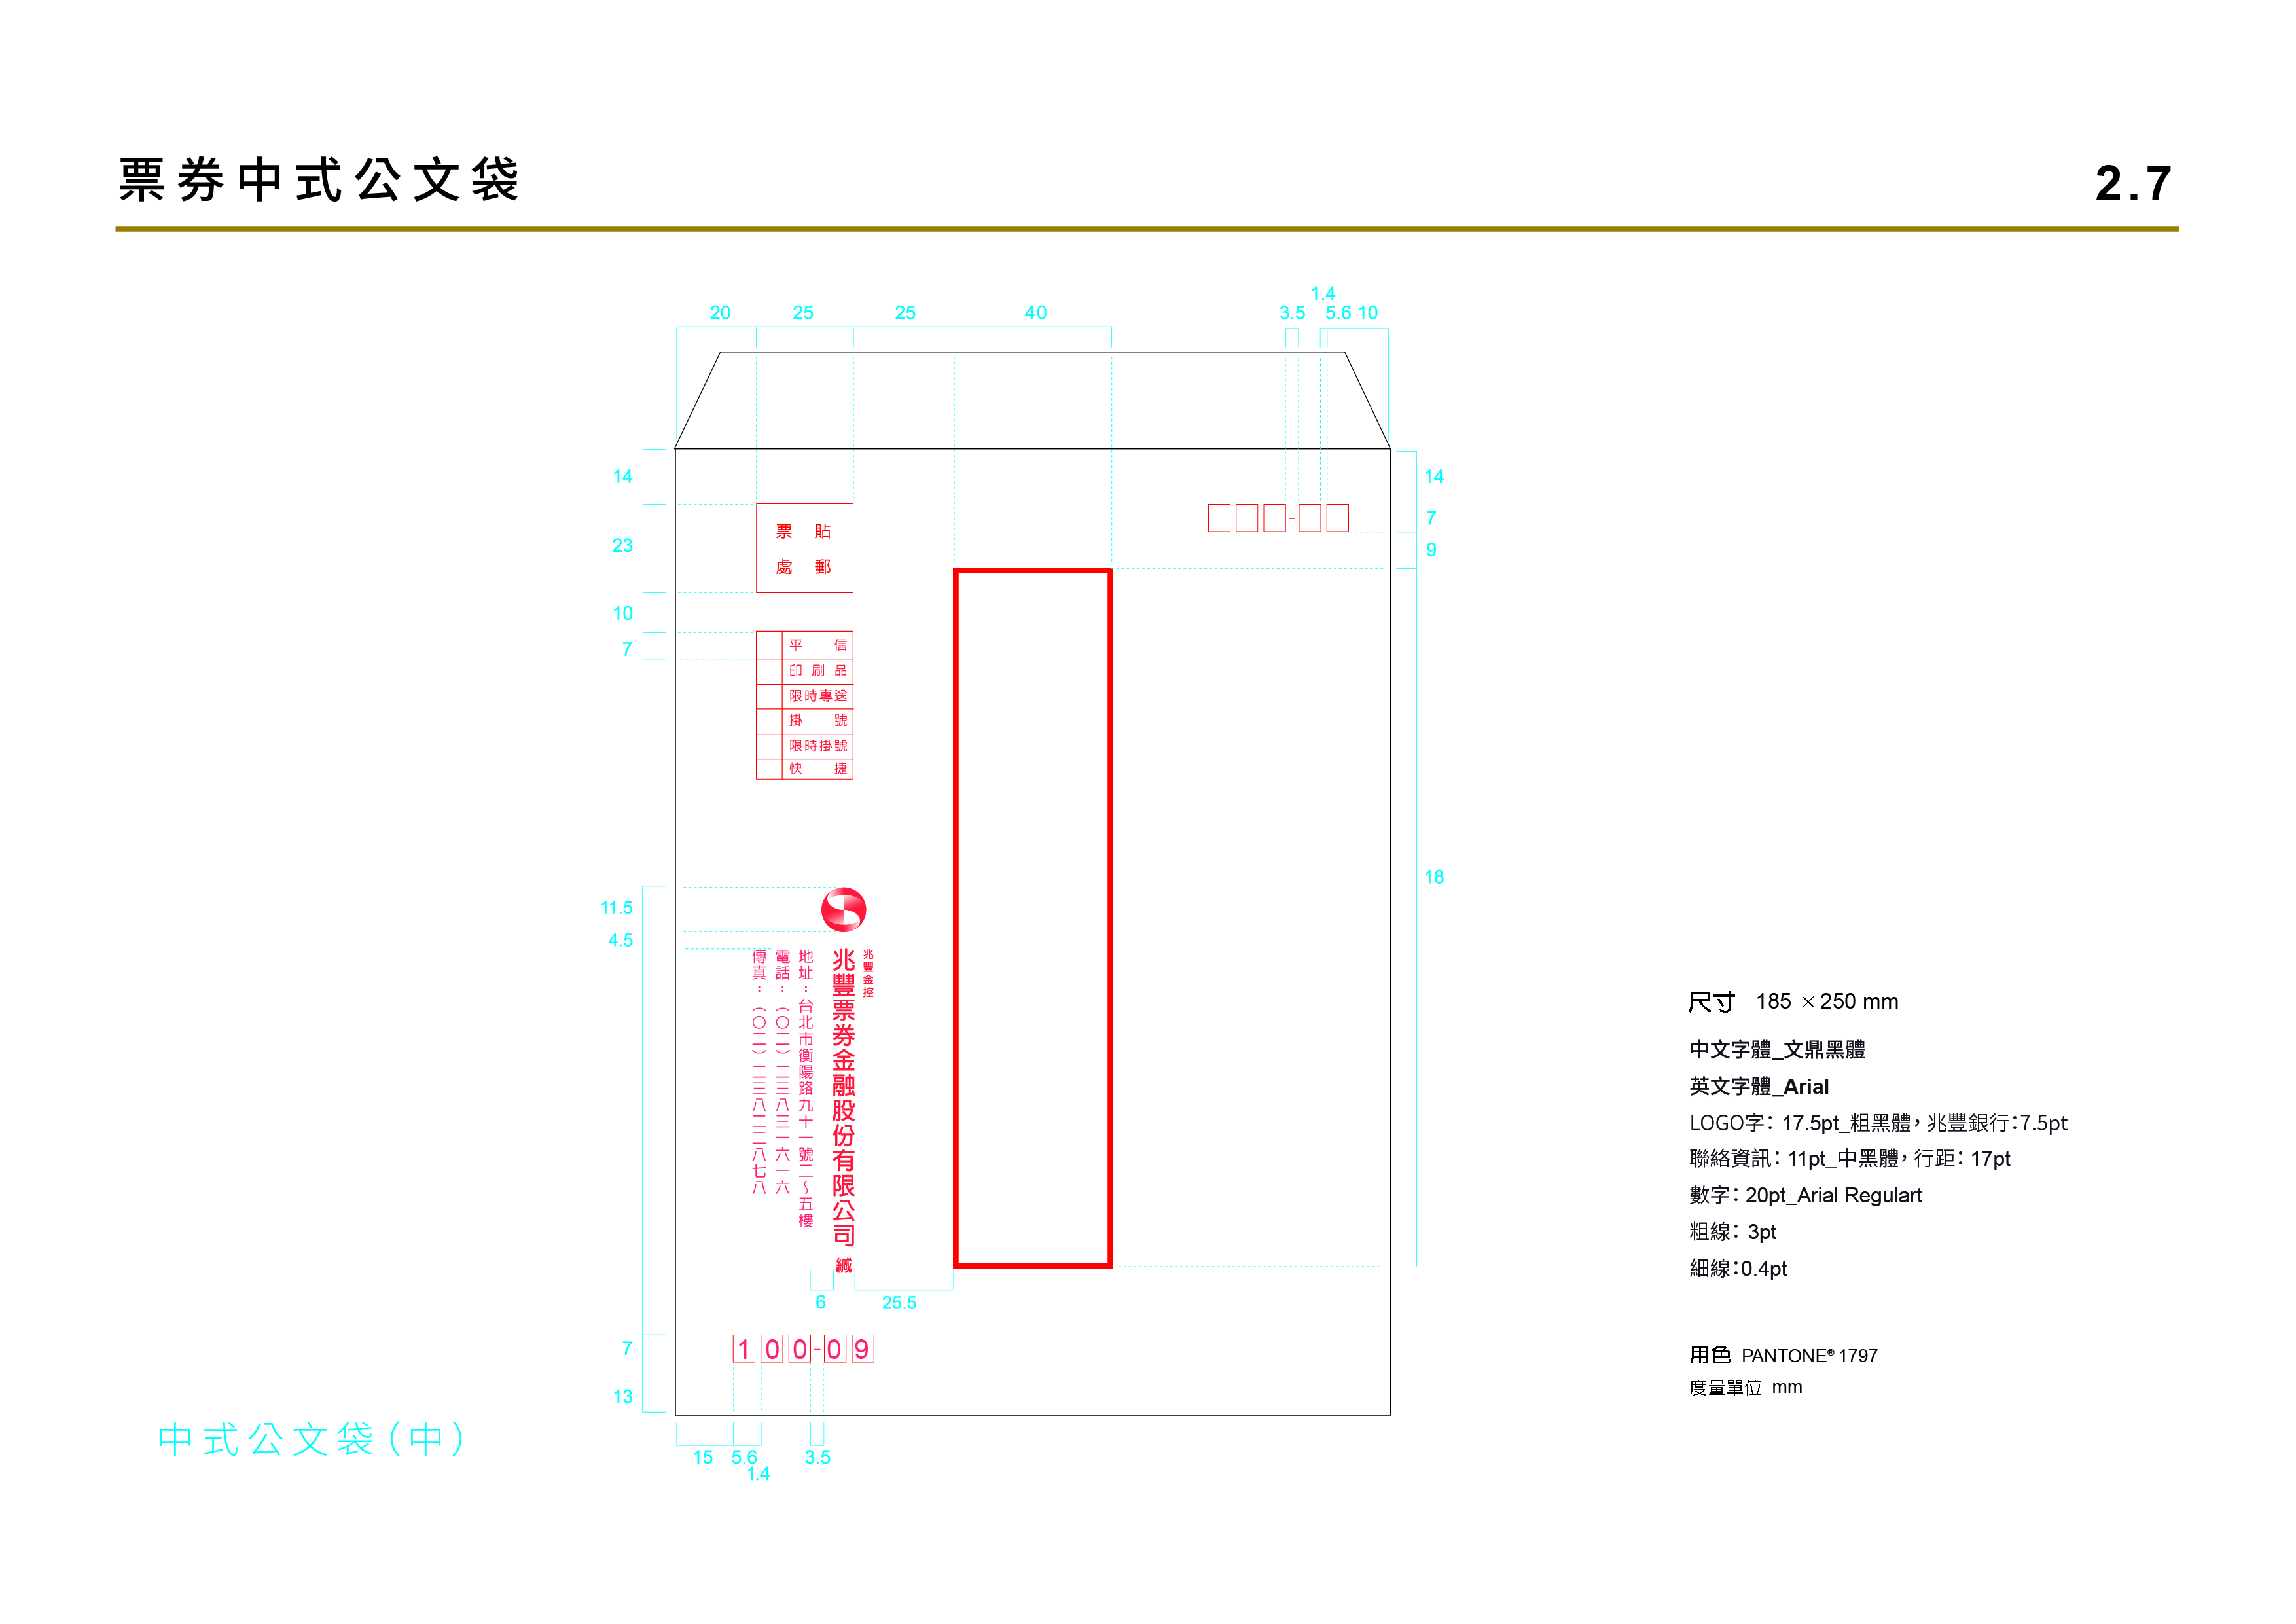 票券中式公文袋
2.7
1.4
20 25 25 40 3.5 5.6 10
14
23
10
7
11.5
4.5
7
13
14
7
9
18
貼郵
票處
平信
印刷品
限時專送
掛號
限時掛號
快捷
兆豐金控
兆豐票券金融股份有限公司 緘
地址：台北市衡陽路九十一號二～五樓
電話：（〇二）二三八三一六一六
傳真：（〇二）二三八二二八七八
6 25.5
100-09
15 5.6 3.5
1.4
中式公文袋（中）
尺寸 185 × 250 mm
中文字體_文鼎黑體
英文字體_Arial
LOGO字：17.5pt_粗黑體，兆豐銀行：7.5pt
聯絡資訊：11pt_中黑體，行距：17pt
數字：20pt_Arial Regulart
粗線：3pt
細線：0.4pt
用色 PANTONE® 1797
度量單位 mm